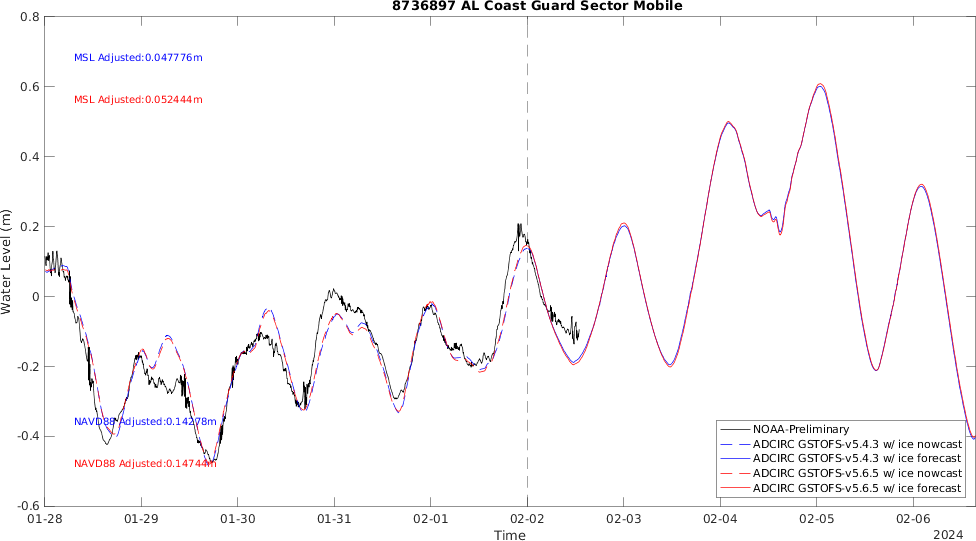 8736897 AL Coast Guard Sector Mobile
0.8
0.6
0.4
0.2
0
-0.2
-0.4
-0.6
Water Level (m)
MSL Adjusted:0.047776m
MSL Adjusted:0.052444m
NAVD88 Adjusted:0.14278m
NAVD88 Adjusted:0.14744m
NOAA-Preliminary
ADCIRC GSTOFS-v5.4.3 w/ ice nowcast
ADCIRC GSTOFS-v5.4.3 w/ ice forecast
ADCIRC GSTOFS-v5.6.5 w/ ice nowcast
ADCIRC GSTOFS-v5.6.5 w/ ice forecast
01-28 01-29 01-30 01-31 02-01 02-02 02-03 02-04 02-05 02-06
Time
2024